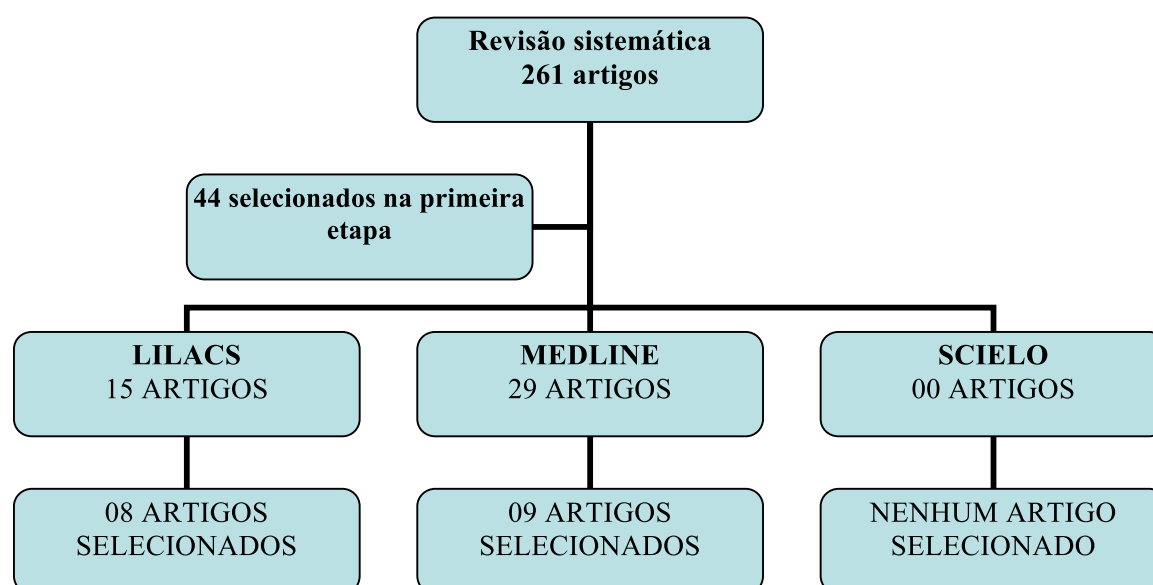 Revisão sistemática
261 artigos
44 selecionados na primeira
etapa
LILACS
15 ARTIGOS
MEDLINE
29 ARTIGOS
SCIELO
00 ARTIGOS
08 ARTIGOS
SELECIONADOS
09 ARTIGOS
SELECIONADOS
NENHUM ARTIGO
SELECIONADO